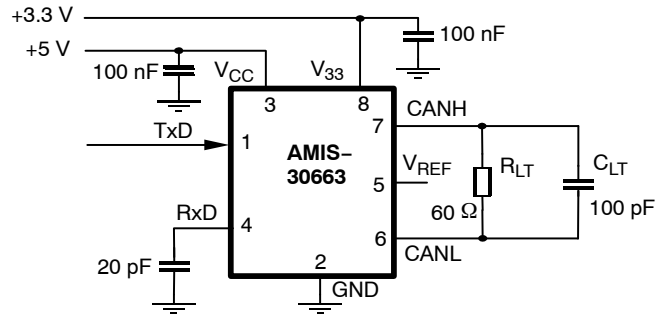 +3.3 V
100 nF
+5 V
100 nF
VCC
V33
3
8
7
CANH
TxD
1
AMIS–
30663
VREF
5
RLT
CLT
60 Ω
100 pF
RxD
4
6
CANL
20 pF
2
GND